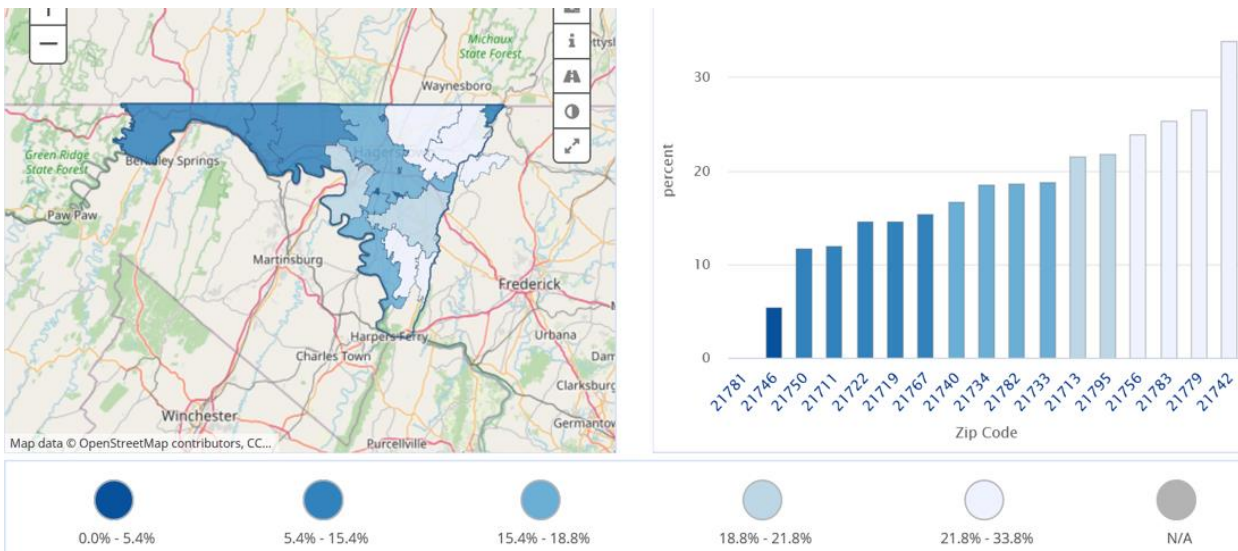 Michaux
State Forest
Waynesboro
Green Ridge
State Forest
Berkeley Springs
Paw Paw
Martinsburg
Frederick
Harpers Ferry
Urbana
Charles Town
Winchester
Purcellville
Map data © OpenStreetMap contributors, CC...
percent
30
20
10
0
21781
21746
21750
21711
21722
21719
21767
21740
21734
21782
21733
21713
21795
21756
21783
21779
21742
Zip Code
0.0% - 5.4%
5.4% - 15.4%
15.4% - 18.8%
18.8% - 21.8%
21.8% - 33.8%
N/A